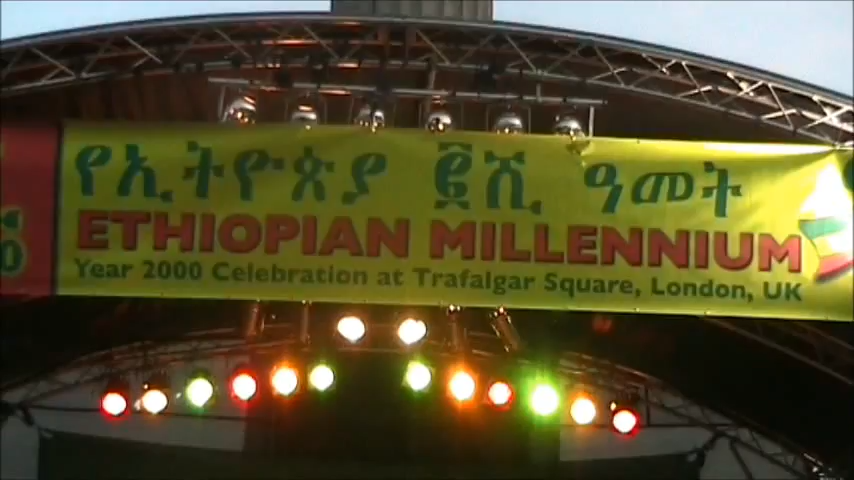 የኢትዮጵያ ፪ሺ ዓመት
ETHIOPIAN MILLENNIUM
Year 2000 Celebration at Trafalgar Square, London, UK